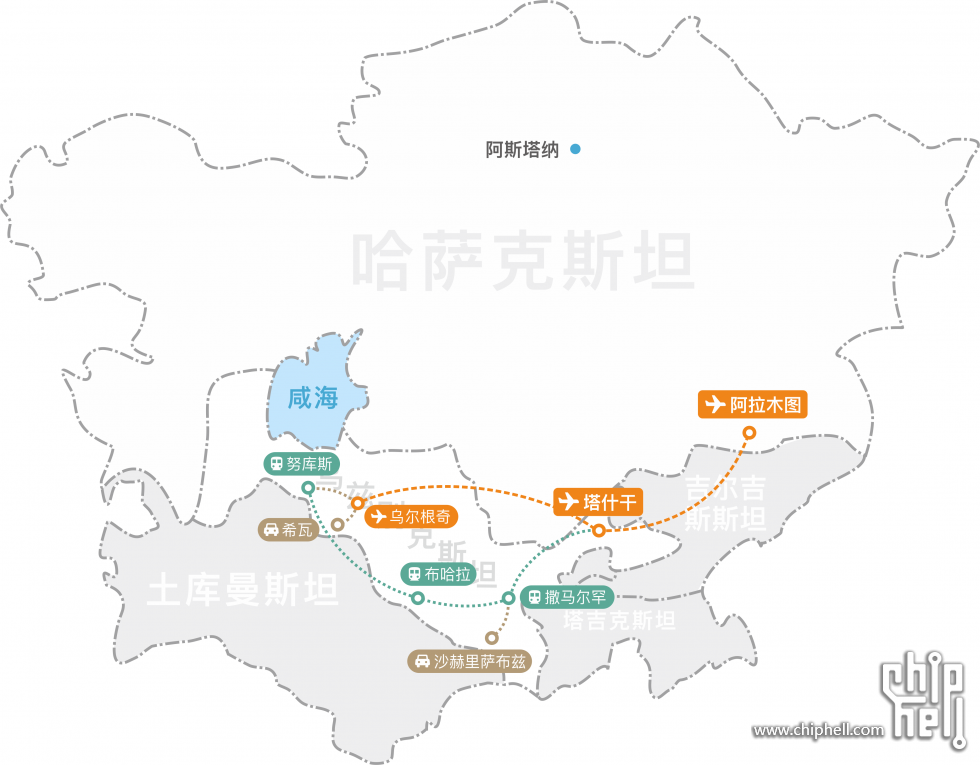 阿斯塔纳
哈萨克斯坦
咸海
阿拉木图
努库斯
乌兹别克斯坦
吉尔吉
斯斯坦
塔什干
乌尔根奇
希瓦
布哈拉
土库曼斯坦
撒马尔罕
塔吉克斯坦
沙赫里萨布兹
chip
hell
www.chiphell.com